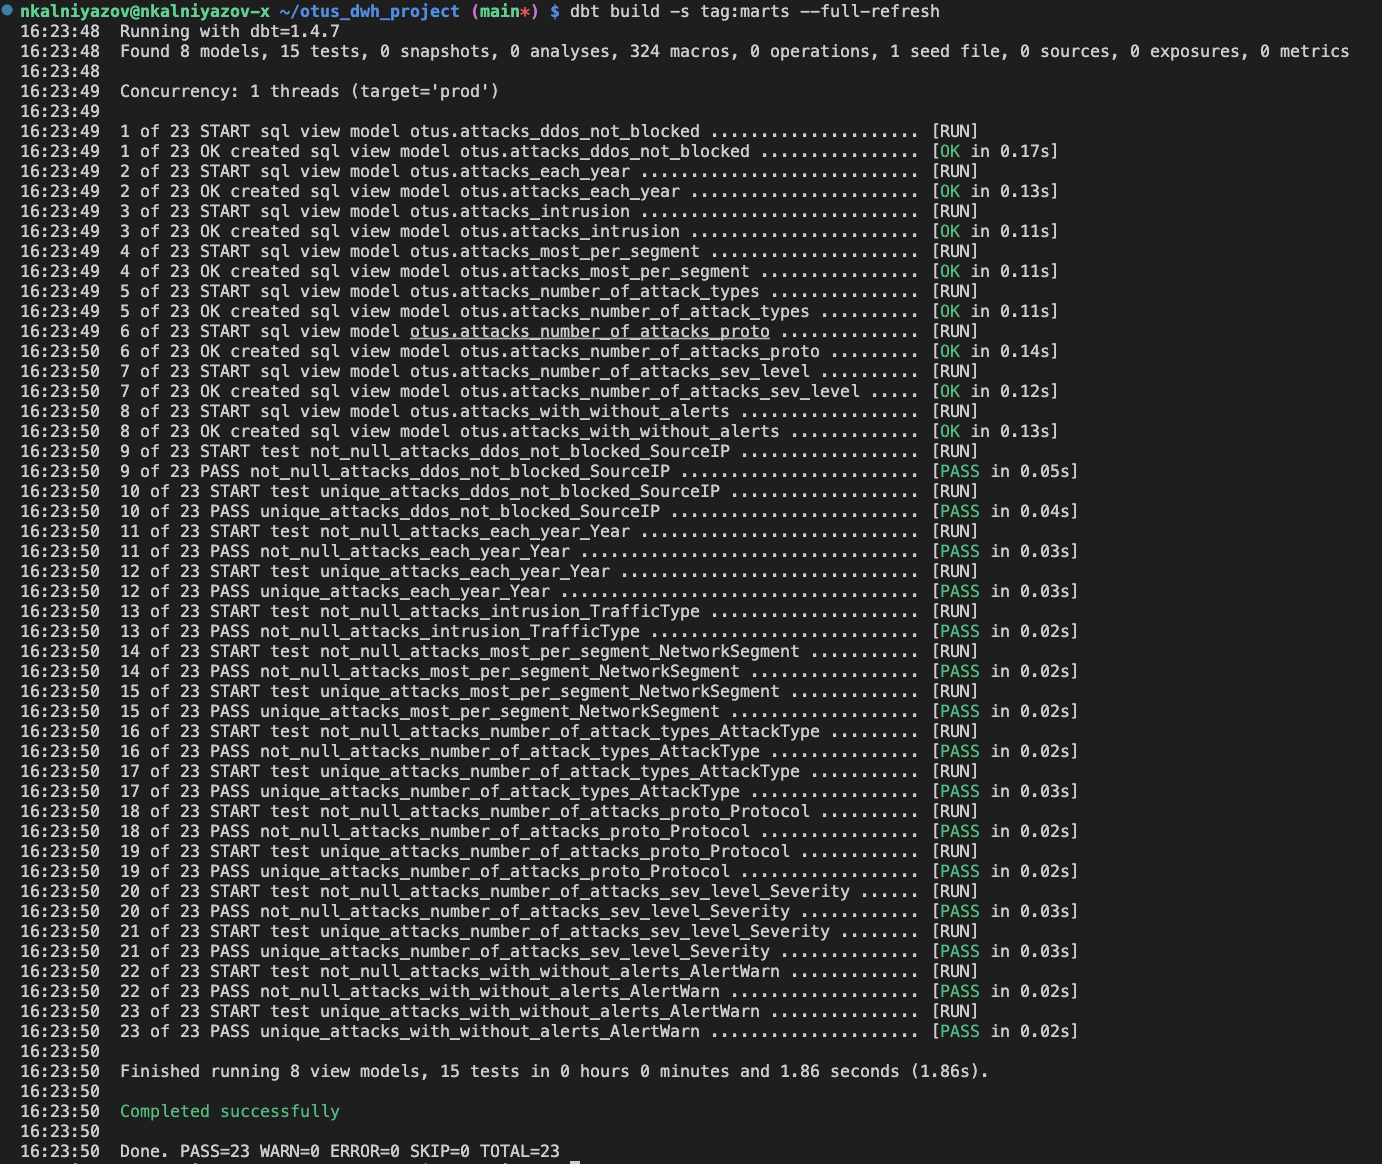 nkalniyazov@nkalniyazov-x ~/otus_dwh_project (main*) $ dbt build -s tag:marts --full-refresh
16:23:48  Running with dbt=1.4.7
16:23:48  Found 8 models, 15 tests, 0 snapshots, 0 analyses, 324 macros, 0 operations, 1 seed file, 0 sources, 0 exposures, 0 metrics
16:23:48
16:23:49  Concurrency: 1 threads (target='prod')
16:23:49
16:23:49  1 of 23 START sql view model otus.attacks_ddos_not_blocked ..................... [RUN]
16:23:49  1 of 23 OK created sql view model otus.attacks_ddos_not_blocked ................ [OK in 0.17s]
16:23:49  2 of 23 START sql view model otus.attacks_each_year ............................ [RUN]
16:23:49  2 of 23 OK created sql view model otus.attacks_each_year ....................... [OK in 0.13s]
16:23:49  3 of 23 START sql view model otus.attacks_intrusion ............................ [RUN]
16:23:49  3 of 23 OK created sql view model otus.attacks_intrusion ....................... [OK in 0.11s]
16:23:49  4 of 23 START sql view model otus.attacks_most_per_segment ..................... [RUN]
16:23:49  4 of 23 OK created sql view model otus.attacks_most_per_segment ................ [OK in 0.11s]
16:23:49  5 of 23 START sql view model otus.attacks_number_of_attack_types ............... [RUN]
16:23:49  5 of 23 OK created sql view model otus.attacks_number_of_attack_types .......... [OK in 0.11s]
16:23:49  6 of 23 START sql view model otus.attacks_number_of_attacks_proto .............. [RUN]
16:23:50  6 of 23 OK created sql view model otus.attacks_number_of_attacks_proto ......... [OK in 0.14s]
16:23:50  7 of 23 START sql view model otus.attacks_number_of_attacks_sev_level .......... [RUN]
16:23:50  7 of 23 OK created sql view model otus.attacks_number_of_attacks_sev_level ..... [OK in 0.12s]
16:23:50  8 of 23 START sql view model otus.attacks_with_without_alerts .................. [RUN]
16:23:50  8 of 23 OK created sql view model otus.attacks_with_without_alerts ............. [OK in 0.13s]
16:23:50  9 of 23 START test not_null_attacks_ddos_not_blocked_SourceIP .................. [RUN]
16:23:50  9 of 23 PASS not_null_attacks_ddos_not_blocked_SourceIP ........................ [PASS in 0.05s]
16:23:50  10 of 23 START test unique_attacks_ddos_not_blocked_SourceIP ................... [RUN]
16:23:50  10 of 23 PASS unique_attacks_ddos_not_blocked_SourceIP ......................... [PASS in 0.04s]
16:23:50  11 of 23 START test not_null_attacks_each_year_Year ............................ [RUN]
16:23:50  11 of 23 PASS not_null_attacks_each_year_Year .................................. [PASS in 0.03s]
16:23:50  12 of 23 START test unique_attacks_each_year_Year .............................. [RUN]
16:23:50  12 of 23 PASS unique_attacks_each_year_Year .................................... [PASS in 0.03s]
16:23:50  13 of 23 START test not_null_attacks_intrusion_TrafficType ..................... [RUN]
16:23:50  13 of 23 PASS not_null_attacks_intrusion_TrafficType ........................... [PASS in 0.02s]
16:23:50  14 of 23 START test not_null_attacks_most_per_segment_NetworkSegment ........... [RUN]
16:23:50  14 of 23 PASS not_null_attacks_most_per_segment_NetworkSegment ................. [PASS in 0.02s]
16:23:50  15 of 23 START test unique_attacks_most_per_segment_NetworkSegment ............. [RUN]
16:23:50  15 of 23 PASS unique_attacks_most_per_segment_NetworkSegment ................... [PASS in 0.02s]
16:23:50  16 of 23 START test not_null_attacks_number_of_attack_types_AttackType ......... [RUN]
16:23:50  16 of 23 PASS not_null_attacks_number_of_attack_types_AttackType ............... [PASS in 0.02s]
16:23:50  17 of 23 START test unique_attacks_number_of_attack_types_AttackType ........... [RUN]
16:23:50  17 of 23 PASS unique_attacks_number_of_attack_types_AttackType ................. [PASS in 0.03s]
16:23:50  18 of 23 START test not_null_attacks_number_of_attacks_proto_Protocol .......... [RUN]
16:23:50  18 of 23 PASS not_null_attacks_number_of_attacks_proto_Protocol ................ [PASS in 0.02s]
16:23:50  19 of 23 START test unique_attacks_number_of_attacks_proto_Protocol ............ [RUN]
16:23:50  19 of 23 PASS unique_attacks_number_of_attacks_proto_Protocol .................. [PASS in 0.02s]
16:23:50  20 of 23 START test not_null_attacks_number_of_attacks_sev_level_Severity ...... [RUN]
16:23:50  20 of 23 PASS not_null_attacks_number_of_attacks_sev_level_Severity ............ [PASS in 0.03s]
16:23:50  21 of 23 START test unique_attacks_number_of_attacks_sev_level_Severity ........ [RUN]
16:23:50  21 of 23 PASS unique_attacks_number_of_attacks_sev_level_Severity .............. [PASS in 0.03s]
16:23:50  22 of 23 START test not_null_attacks_with_without_alerts_AlertWarn ............. [RUN]
16:23:50  22 of 23 PASS not_null_attacks_with_without_alerts_AlertWarn ................... [PASS in 0.02s]
16:23:50  23 of 23 START test unique_attacks_with_without_alerts_AlertWarn ............... [RUN]
16:23:50  23 of 23 PASS unique_attacks_with_without_alerts_AlertWarn ..................... [PASS in 0.02s]
16:23:50
16:23:50  Finished running 8 view models, 15 tests in 0 hours 0 minutes and 1.86 seconds (1.86s).
16:23:50
16:23:50  Completed successfully
16:23:50
16:23:50  Done. PASS=23 WARN=0 ERROR=0 SKIP=0 TOTAL=23